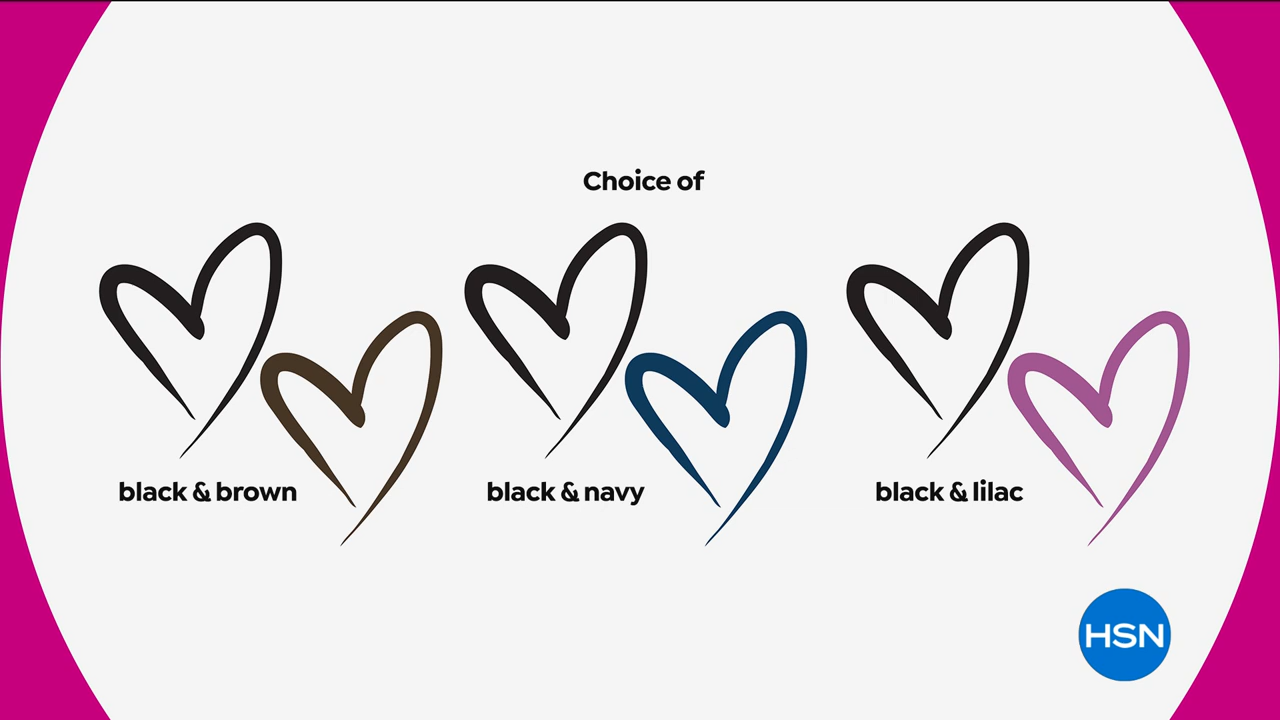 Choice of
black & brown
black & navy
black & lilac
HSN